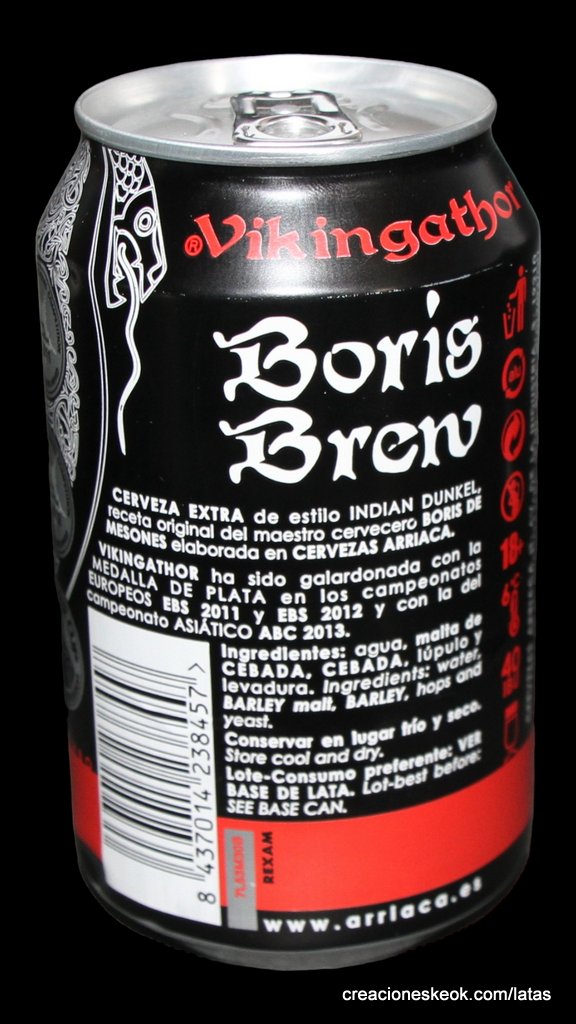 ®Vikingathor
Boris
Brew
CERVEZA EXTRA de estilo INDIAN DUNKEL,
receta original del maestro cervecero BORIS DE
MESONES elaborada en CERVEZAS ARRIACA.
VIKINGATHOR ha sido galardonada con la
MEDALLA DE PLATA en los campeonatos
EUROPEOS EBS 2011 y EBS 2012 y con la del
campeonato ASIÁTICO ABC 2013.
Ingredientes: agua, malta de
CEBADA, CEBADA, lúpulo y
levadura. Ingredients: water,
BARLEY malt, BARLEY, hops and
yeast.
Conservar en lugar frío y seco.
Store cool and dry.
Lote-Consumo preferente: VER
BASE DE LATA. Lot-best before:
SEE BASE CAN.
alu
18+
8 437014 238457 >
REXAM
www.arriaca.es
creacioneskeok.com/latas